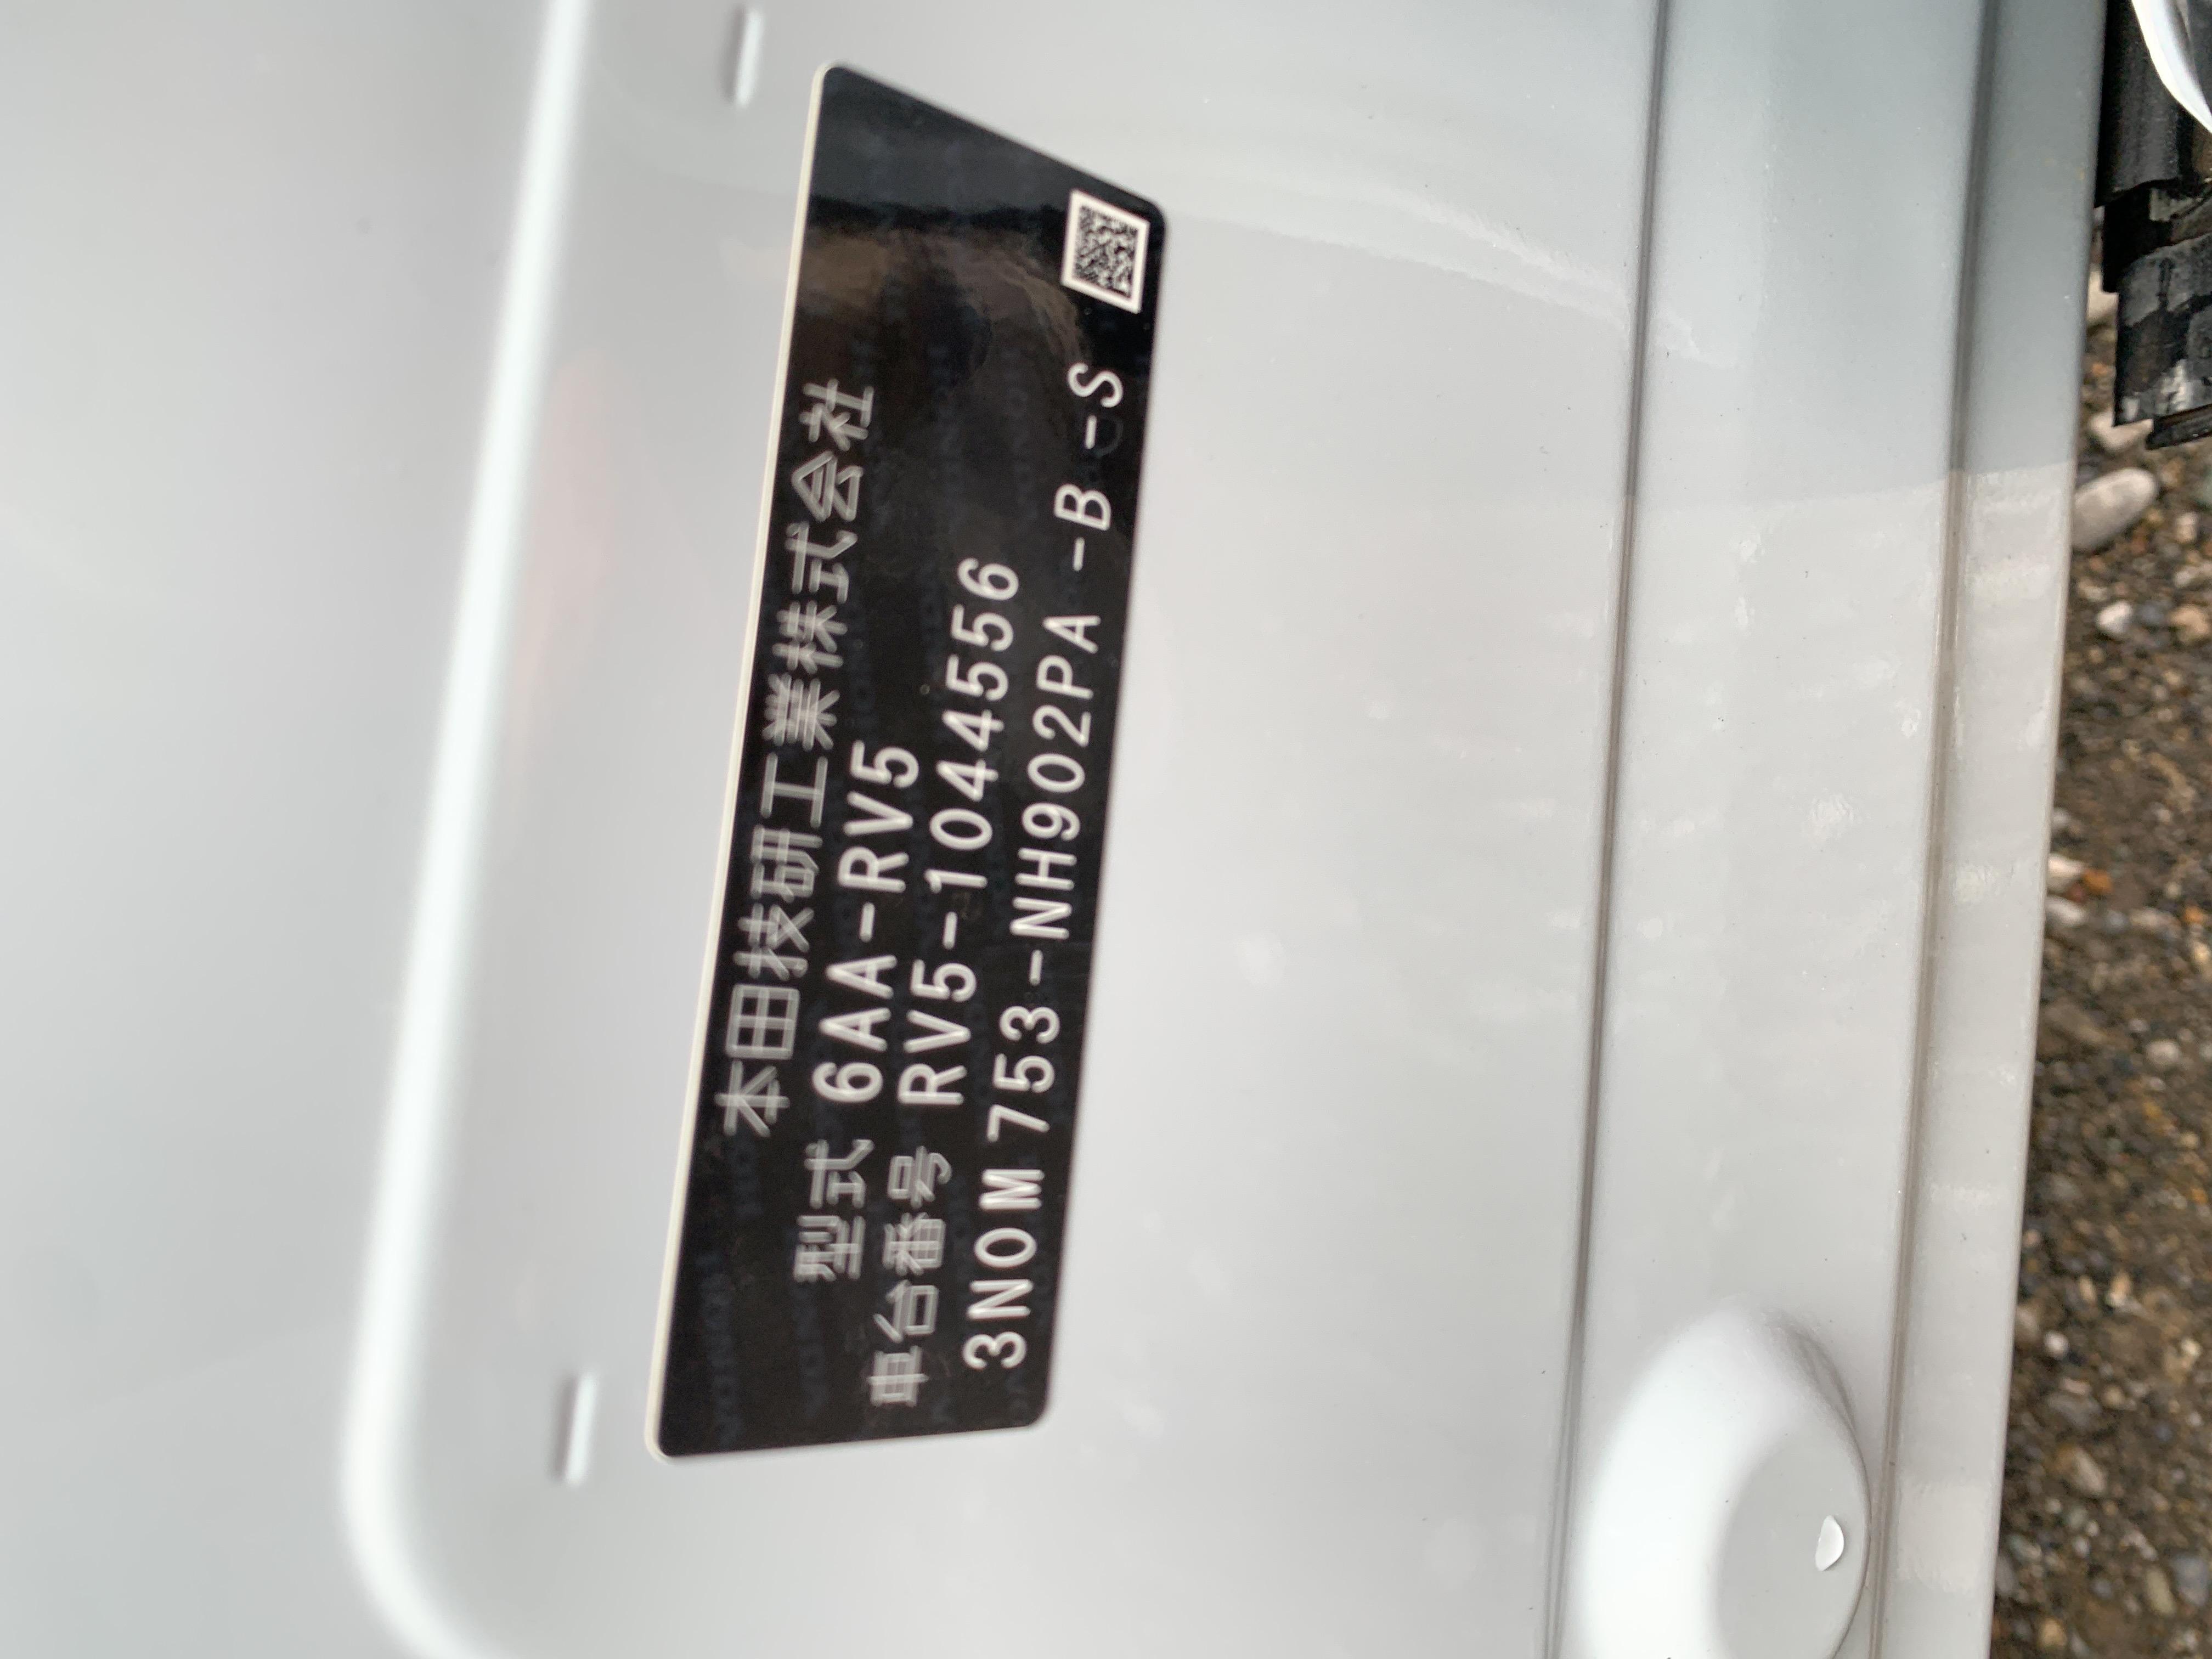 本田技研工業株式会社
型式 6AA-RV5
車台番号 RV5-1044556
3N0M 753-NH902PA -B -S